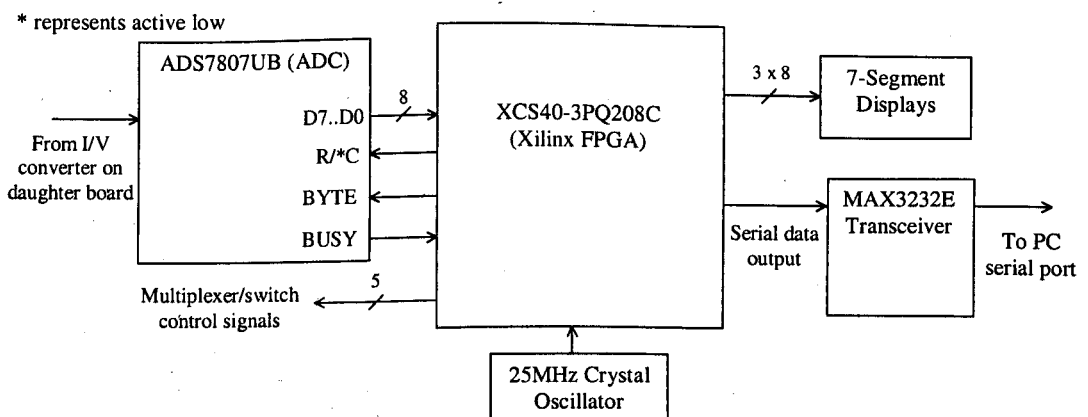 * represents active low
ADS7807UB (ADC)
D7..D0
R/*C
BYTE
BUSY
8
From I/V
converter on
daughter board
XCS40-3PQ208C
(Xilinx FPGA)
3 x 8
7-Segment
Displays
MAX3232E
Transceiver
Serial data
output
To PC
serial port
5
Multiplexer/switch
control signals
25MHz Crystal
Oscillator